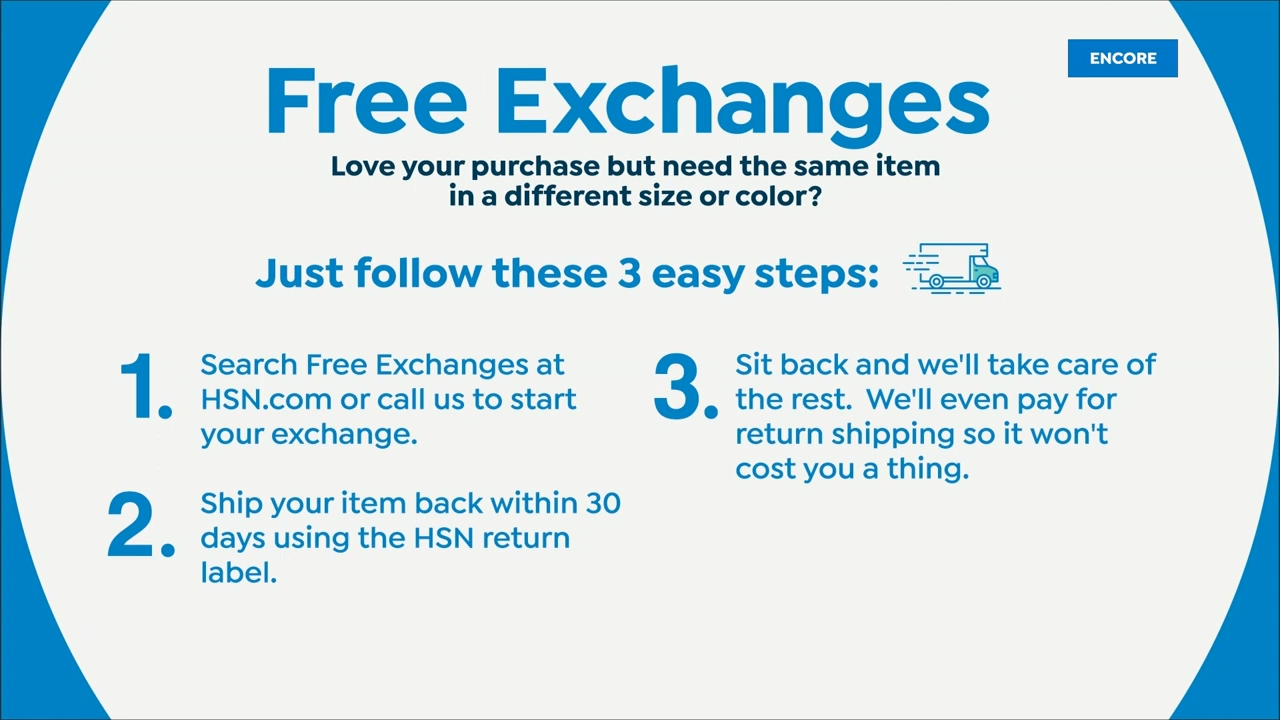 ENCORE
Free Exchanges
Love your purchase but need the same item
in a different size or color?
Just follow these 3 easy steps:
1. Search Free Exchanges at
HSN.com or call us to start
your exchange.
2. Ship your item back within 30
days using the HSN return
label.
3. Sit back and we'll take care of
the rest.  We'll even pay for
return shipping so it won't
cost you a thing.